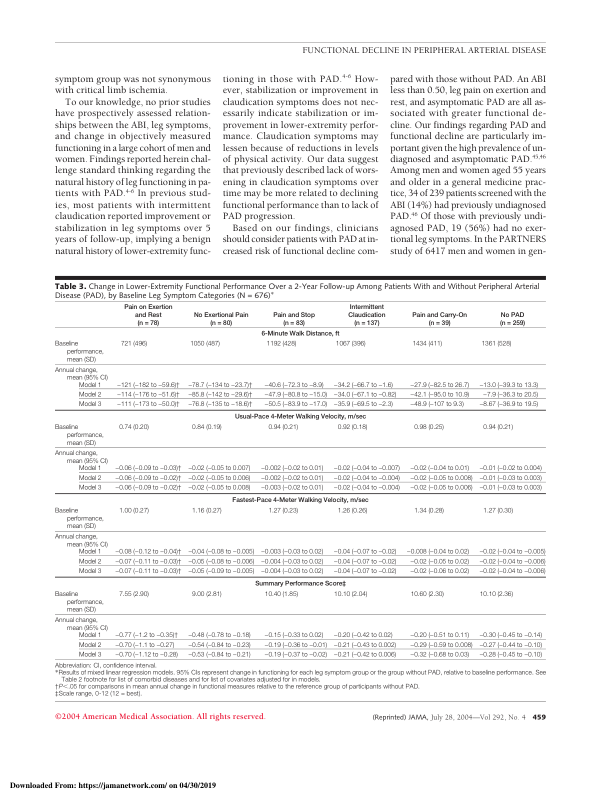 FUNCTIONAL DECLINE IN PERIPHERAL ARTERIAL DISEASE
symptom group was not synonymous
with critical limb ischemia.
To our knowledge, no prior studies
have prospectively assessed relation-
ships between the ABI, leg symptoms,
and change in objectively measured
functioning in a large cohort of men and
women. Findings reported herein chal-
lenge standard thinking regarding the
natural history of leg functioning in pa-
tients with PAD.4-6 In previous stud-
ies, most patients with intermittent
claudication reported improvement or
stabilization in leg symptoms over 5
years of follow-up, implying a benign
natural history of lower-extremity func-
tioning in those with PAD.4-6 How-
ever, stabilization or improvement in
claudication symptoms does not nec-
essarily indicate stabilization or im-
provement in lower-extremity perfor-
mance. Claudication symptoms may
lessen because of reductions in levels
of physical activity. Our data suggest
that previously described lack of wors-
ening in claudication symptoms over
time may be more related to declining
functional performance than to lack of
PAD progression.
Based on our findings, clinicians
should consider patients with PAD at in-
creased risk of functional decline com-
pared with those without PAD. An ABI
less than 0.50, leg pain on exertion and
rest, and asymptomatic PAD are all as-
sociated with greater functional de-
cline. Our findings regarding PAD and
functional decline are particularly im-
portant given the high prevalence of un-
diagnosed and asymptomatic PAD.45,46
Among men and women aged 55 years
and older in a general medicine prac-
tice, 34 of 239 patients screened with the
ABI (14%) had previously undiagnosed
PAD.46 Of those with previously undi-
agnosed PAD, 19 (56%) had no exer-
tional leg symptoms. In the PARTNERS
study of 6417 men and women in gen-
Table 3. Change in Lower-Extremity Functional Performance Over a 2-Year Follow-up Among Patients With and Without Peripheral Arterial
Disease (PAD), by Baseline Leg Symptom Categories (N = 676)*
Pain on Exertion and Rest (n = 78) No Exertional Pain (n = 80) Pain and Stop (n = 83) Intermittent Claudication (n = 137) Pain and Carry-On (n = 39) No PAD (n = 259)
6-Minute Walk Distance, ft
Baseline performance, mean (SD) 721 (496) 1050 (487) 1192 (428) 1067 (396) 1434 (411) 1361 (528)
Annual change, mean (95% CI)
Model 1 −121 (−182 to −59.6)† −78.7 (−134 to −23.7)† −40.6 (−72.3 to −8.9) −34.2 (−66.7 to −1.6) −27.9 (−82.5 to 26.7) −13.0 (−39.3 to 13.3)
Model 2 −114 (−176 to −51.6)† −85.8 (−142 to −29.6)† −47.9 (−80.8 to −15.0) −34.0 (−67.1 to −0.82) −42.1 (−95.0 to 10.9) −7.9 (−36.3 to 20.5)
Model 3 −111 (−173 to −50.0)† −76.8 (−135 to −18.6)† −50.5 (−83.9 to −17.0) −35.9 (−69.5 to −2.3) −48.9 (−107 to 9.3) −8.67 (−36.9 to 19.5)
Usual-Pace 4-Meter Walking Velocity, m/sec
Baseline performance, mean (SD) 0.74 (0.20) 0.84 (0.19) 0.94 (0.21) 0.92 (0.18) 0.98 (0.25) 0.94 (0.21)
Annual change, mean (95% CI)
Model 1 −0.06 (−0.09 to −0.03)† −0.02 (−0.05 to 0.007) −0.002 (−0.02 to 0.01) −0.02 (−0.04 to −0.007) −0.02 (−0.04 to 0.01) −0.01 (−0.02 to 0.004)
Model 2 −0.06 (−0.09 to −0.02)† −0.02 (−0.05 to 0.006) −0.002 (−0.02 to 0.01) −0.02 (−0.04 to −0.004) −0.02 (−0.05 to 0.008) −0.01 (−0.03 to 0.003)
Model 3 −0.06 (−0.09 to −0.02)† −0.02 (−0.05 to 0.008) −0.003 (−0.02 to 0.01) −0.02 (−0.04 to −0.004) −0.02 (−0.05 to 0.006) −0.01 (−0.03 to 0.003)
Fastest-Pace 4-Meter Walking Velocity, m/sec
Baseline performance, mean (SD) 1.00 (0.27) 1.16 (0.27) 1.27 (0.23) 1.26 (0.26) 1.34 (0.28) 1.27 (0.30)
Annual change, mean (95% CI)
Model 1 −0.08 (−0.12 to −0.04)† −0.04 (−0.08 to −0.005) −0.003 (−0.03 to 0.02) −0.04 (−0.07 to −0.02) −0.008 (−0.04 to 0.02) −0.02 (−0.04 to −0.005)
Model 2 −0.07 (−0.11 to −0.03)† −0.05 (−0.08 to −0.006) −0.004 (−0.03 to 0.02) −0.04 (−0.07 to −0.02) −0.02 (−0.05 to 0.02) −0.02 (−0.04 to −0.006)
Model 3 −0.07 (−0.11 to −0.03)† −0.05 (−0.09 to −0.005) −0.004 (−0.03 to 0.02) −0.04 (−0.07 to −0.02) −0.02 (−0.06 to 0.02) −0.02 (−0.04 to −0.006)
Summary Performance Score‡
Baseline performance, mean (SD) 7.55 (2.90) 9.00 (2.81) 10.40 (1.85) 10.10 (2.04) 10.60 (2.30) 10.10 (2.36)
Annual change, mean (95% CI)
Model 1 −0.77 (−1.2 to −0.35)† −0.48 (−0.78 to −0.18) −0.15 (−0.33 to 0.02) −0.20 (−0.42 to 0.02) −0.20 (−0.51 to 0.11) −0.30 (−0.45 to −0.14)
Model 2 −0.70 (−1.1 to −0.27) −0.54 (−0.84 to −0.23) −0.19 (−0.36 to −0.01) −0.21 (−0.43 to 0.002) −0.29 (−0.59 to 0.008) −0.27 (−0.44 to −0.10)
Model 3 −0.70 (−1.12 to −0.28) −0.53 (−0.84 to −0.21) −0.19 (−0.37 to −0.02) −0.21 (−0.42 to 0.006) −0.32 (−0.68 to 0.03) −0.28 (−0.45 to −0.10)
Abbreviation: CI, confidence interval.
*Results of mixed linear regression models. 95% CIs represent change in functioning for each leg symptom group or the group without PAD, relative to baseline performance. See
Table 2 footnote for list of comorbid diseases and for list of covariates adjusted for in models.
†P<.05 for comparisons in mean annual change in functional measures relative to the reference group of participants without PAD.
‡Scale range, 0-12 (12 = best).
©2004 American Medical Association. All rights reserved.
(Reprinted) JAMA, July 28, 2004—Vol 292, No. 4 459
Downloaded From: https://jamanetwork.com/ on 04/30/2019